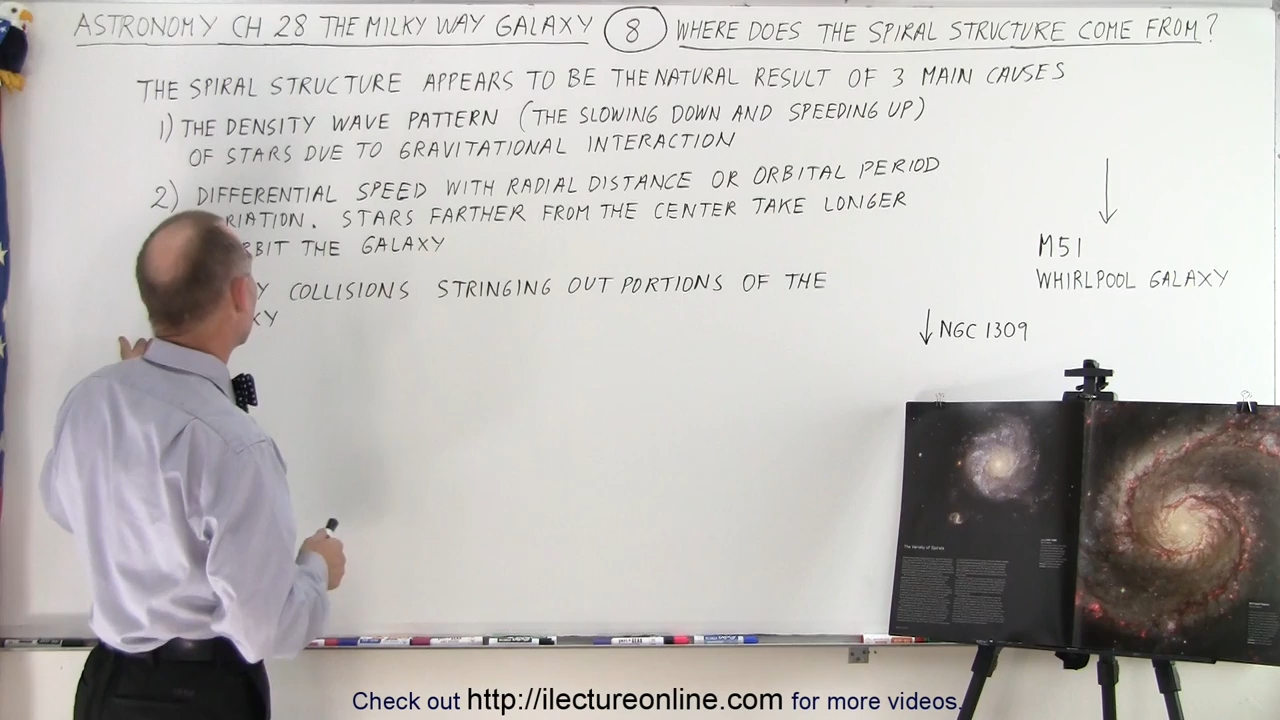 ASTRONOMY CH 28 THE MILKY WAY GALAXY 8 WHERE DOES THE SPIRAL STRUCTURE COME FROM?
THE SPIRAL STRUCTURE APPEARS TO BE THE NATURAL RESULT OF 3 MAIN CAUSES
1) THE DENSITY WAVE PATTERN (THE SLOWING DOWN AND SPEEDING UP)
OF STARS DUE TO GRAVITATIONAL INTERACTION
2) DIFFERENTIAL SPEED WITH RADIAL DISTANCE OR ORBITAL PERIOD
RIATION. STARS FARTHER FROM THE CENTER TAKE LONGER
RBIT THE GALAXY
Y COLLISIONS STRINGING OUT PORTIONS OF THE
XY
M51
WHIRLPOOL GALAXY
NGC 1309
The Variety of Spirals
Check out http://ilectureonline.com for more videos.